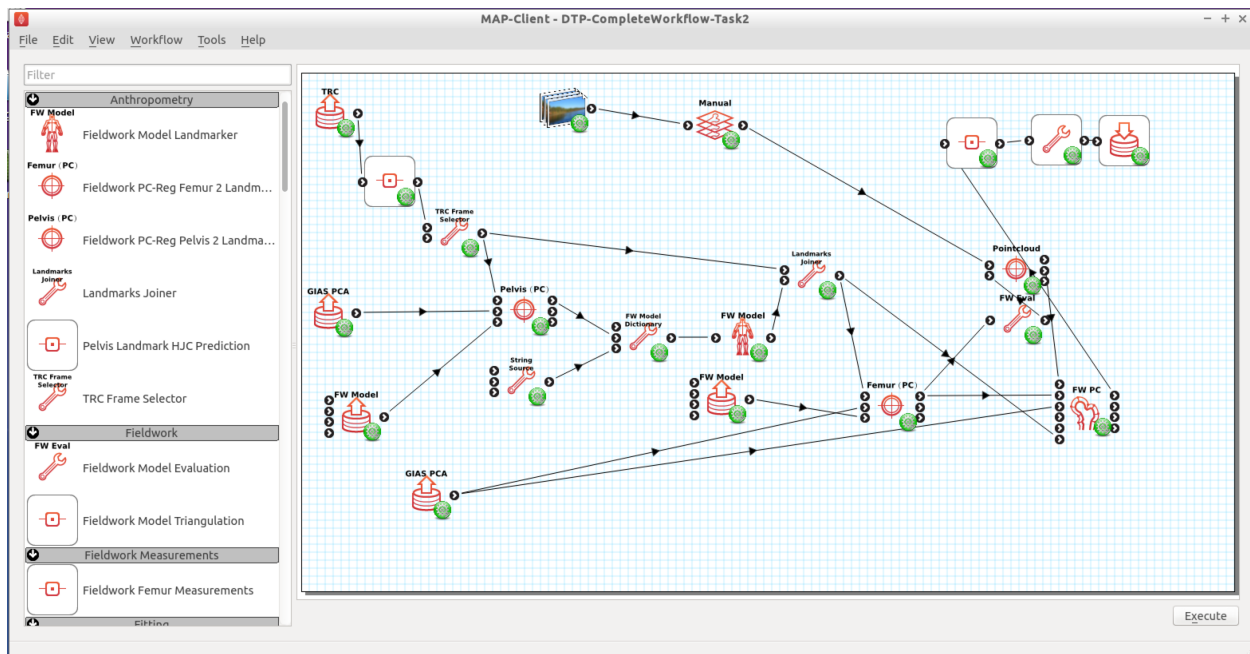 MAP-Client - DTP-CompleteWorkflow-Task2
File Edit View Workflow Tools Help
Filter
Anthropometry
FW Model
Fieldwork Model Landmarker
Femur (PC)
Fieldwork PC-Reg Femur 2 Landm...
Pelvis (PC)
Fieldwork PC-Reg Pelvis 2 Landma...
Landmarks
Joiner
Landmarks Joiner
Pelvis Landmark HJC Prediction
TRC Frame
Selector
TRC Frame Selector
Fieldwork
FW Eval
Fieldwork Model Evaluation
Fieldwork Model Triangulation
Fieldwork Measurements
Fieldwork Femur Measurements
Fitting
TRC
Manual
TRC Frame
Selector
Landmarks
Joiner
Pointcloud
GIAS PCA
Pelvis (PC)
FW Eval
FW Model
Dictionary
FW Model
String
Source
FW Model
FW Model
Femur (PC)
FW PC
GIAS PCA
Execute